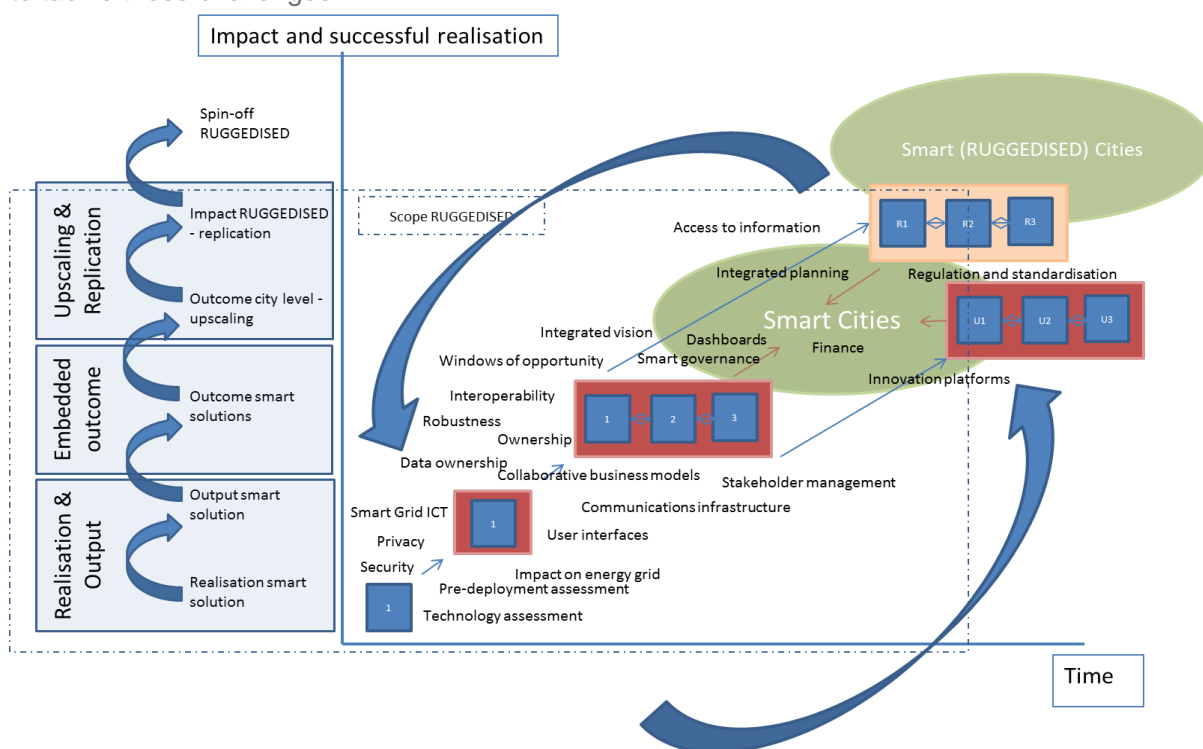 Impact and successful realisation
Spin-off
RUGGEDISED
Smart (RUGGEDISED) Cities
Upscaling &
Replication
Impact RUGGEDISED
- replication
Scope RUGGEDISED
R1
R2
R3
Access to information
Integrated planning
Regulation and standardisation
Outcome city level -
upscaling
U1
U2
U3
Smart Cities
Integrated vision
Dashboards
Smart governance
Finance
Windows of opportunity
Innovation platforms
Embedded
outcome
Outcome smart
solutions
Interoperability
Robustness
1
2
3
Ownership
Data ownership
Collaborative business models
Stakeholder management
Realisation &
Output
Output smart
solution
Smart Grid ICT
1
Communications infrastructure
User interfaces
Privacy
Security
Impact on energy grid
Pre-deployment assessment
Realisation smart
solution
1
Technology assessment
Time